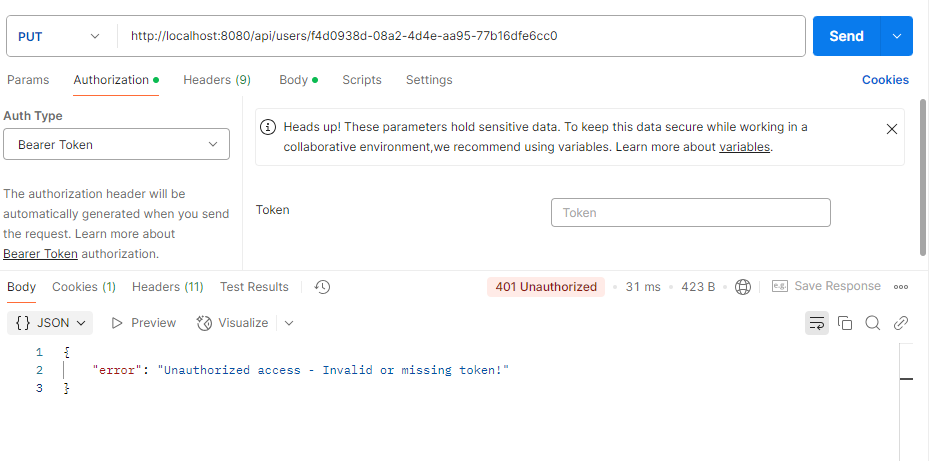 PUT http://localhost:8080/api/users/f4d0938d-08a2-4d4e-aa95-77b16dfe6cc0 Send
Params Authorization Headers (9) Body Scripts Settings Cookies
Auth Type
Bearer Token
The authorization header will be
automatically generated when you send
the request. Learn more about
Bearer Token authorization.
Heads up! These parameters hold sensitive data. To keep this data secure while working in a
collaborative environment,we recommend using variables. Learn more about variables.
Token Token
Body Cookies (1) Headers (11) Test Results 401 Unauthorized 31 ms 423 B e.g. Save Response
{} JSON Preview Visualize
1 {
2 "error": "Unauthorized access - Invalid or missing token!"
3 }